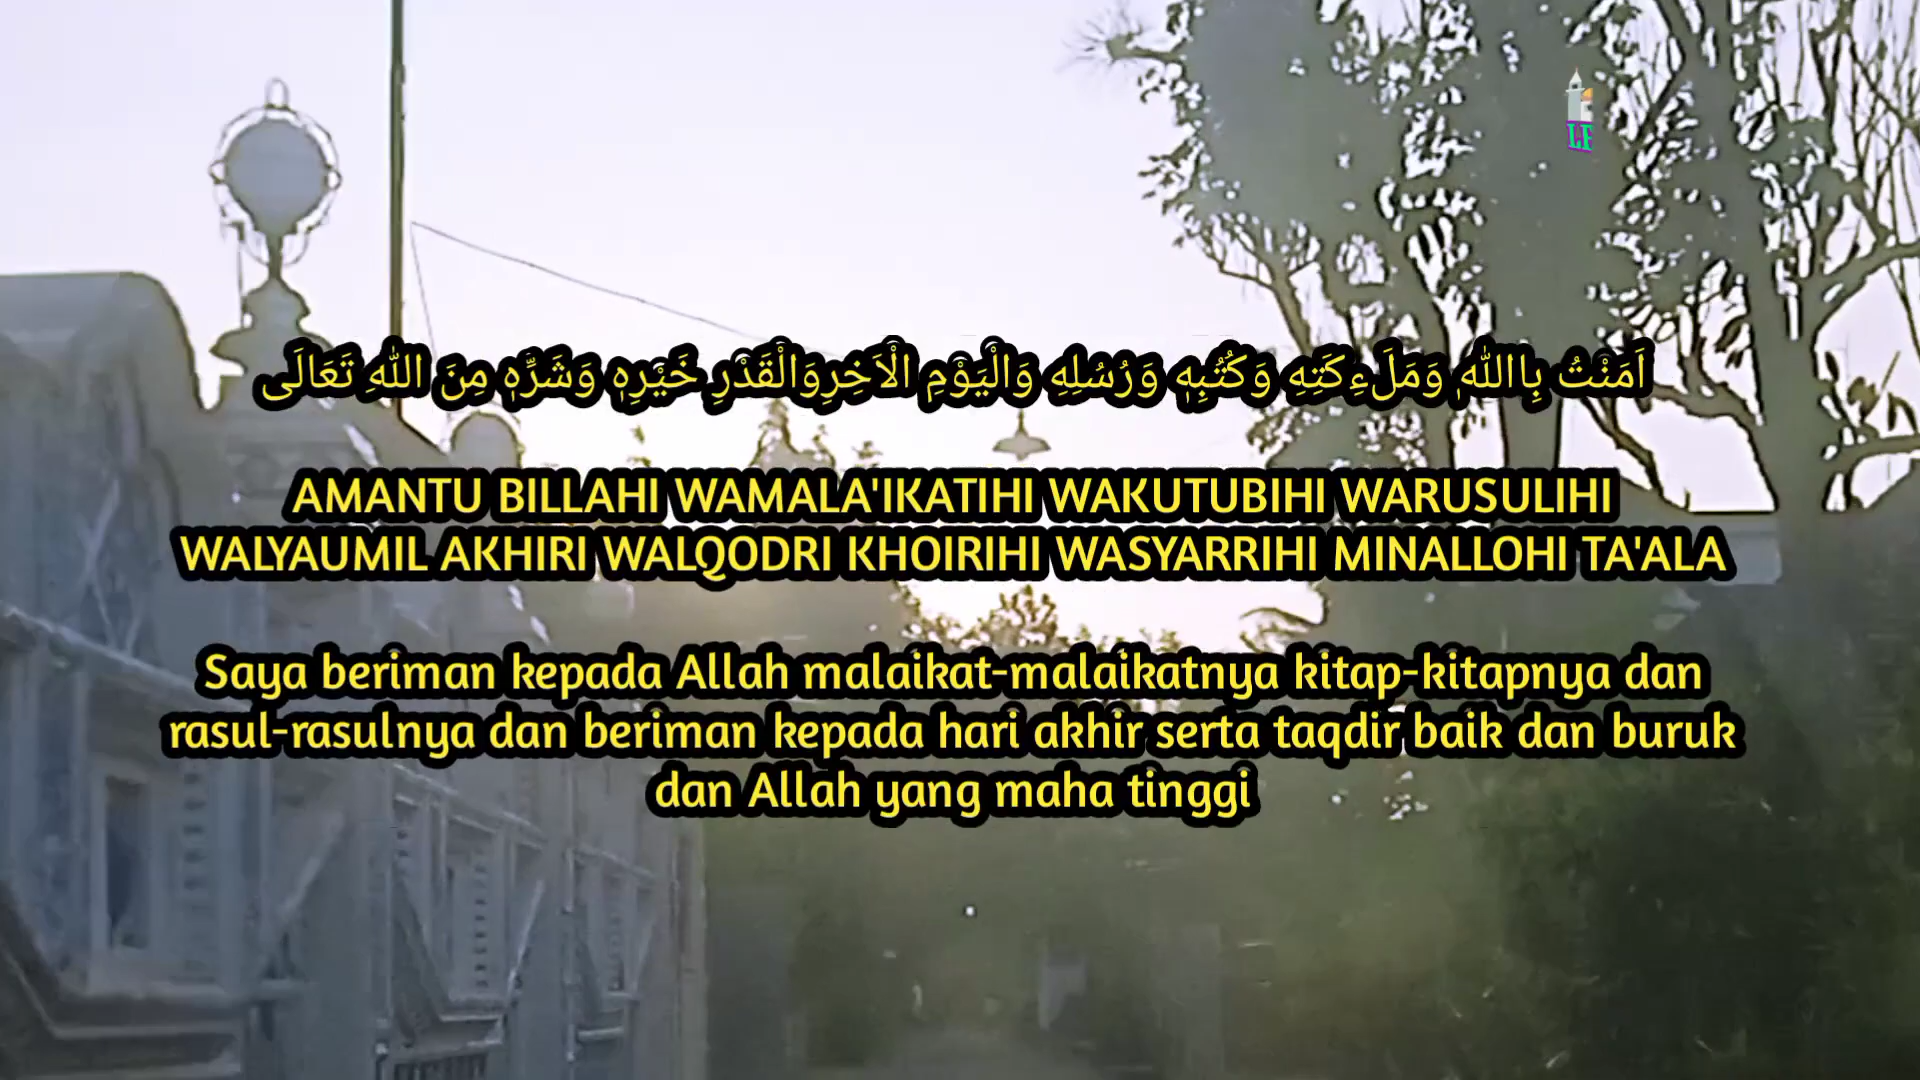 LF
اَمَنْتُ بِااللّٰهِ وَمَلَءِكَتِهِ وَكُتُبِهٖ وَرُسُلِهِ وَالْيَوْمِ الْاَخِرِوَالْقَدْرِ خَيْرِهٖ وَشَرِّهٖ مِنَ اللّٰهِ تَعَالَى
AMANTU BILLAHI WAMALA'IKATIHI WAKUTUBIHI WARUSULIHI
WALYAUMIL AKHIRI WALQODRI KHOIRIHI WASYARRIHI MINALLOHI TA'ALA
Saya beriman kepada Allah malaikat-malaikatnya kitap-kitapnya dan
rasul-rasulnya dan beriman kepada hari akhir serta taqdir baik dan buruk
dan Allah yang maha tinggi